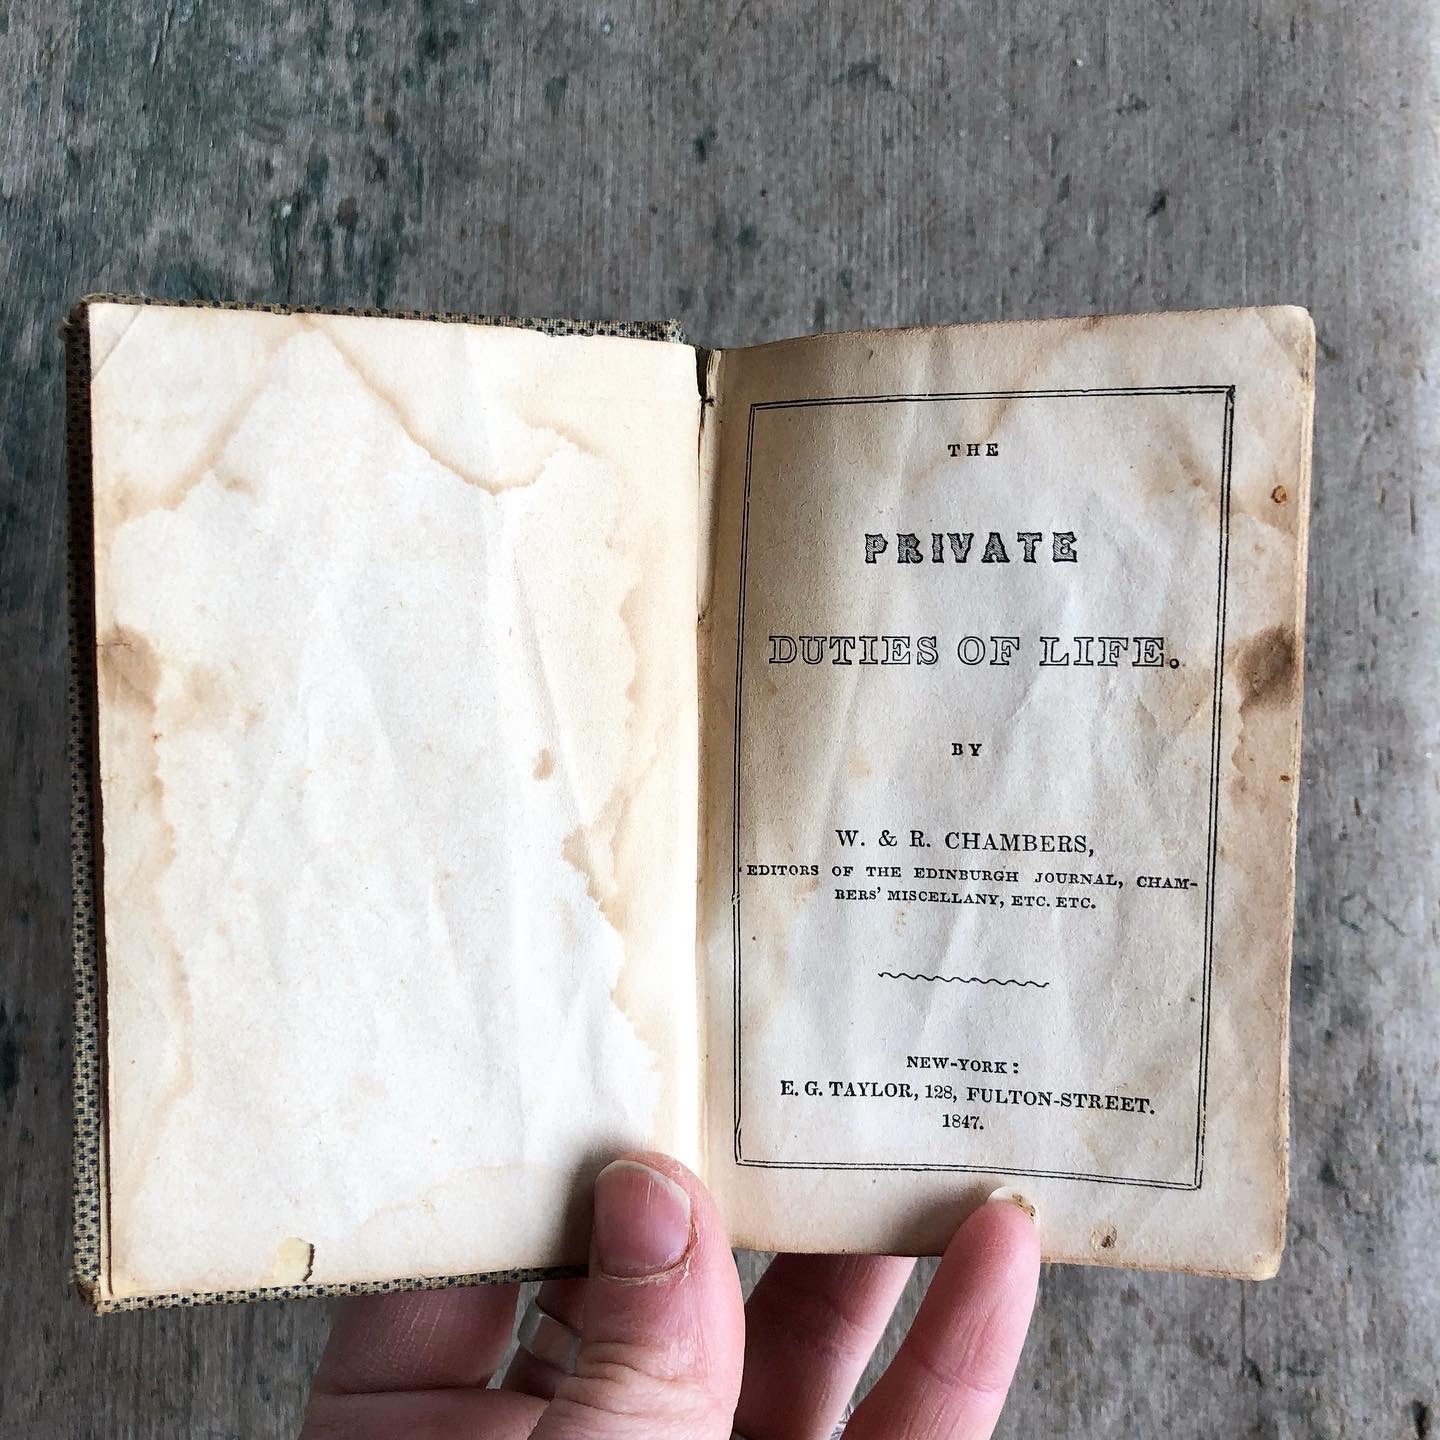 THE
PRIVATE
DUTIES OF LIFE.
BY
W. & R. CHAMBERS,
EDITORS OF THE EDINBURGH JOURNAL, CHAM-
BERS' MISCELLANY, ETC. ETC.
NEW-YORK:
E. G. TAYLOR, 128, FULTON-STREET.
1847.